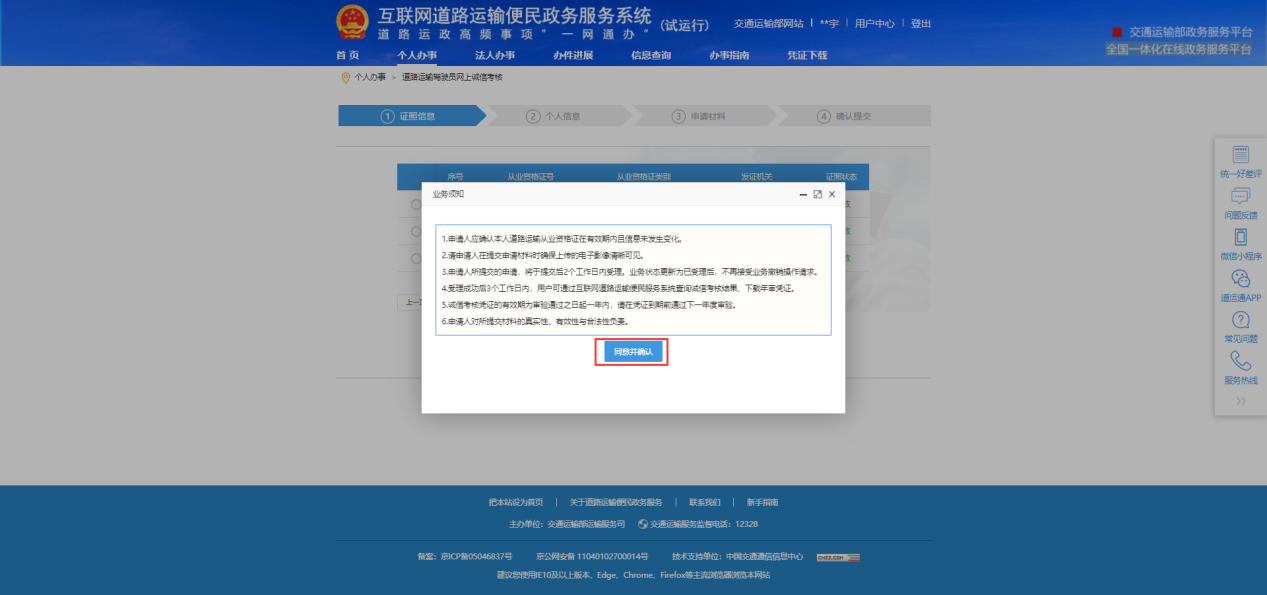 互联网道路运输便民政务服务系统 (试运行)
道路运政高频事项"一网通办"
交通运输部网站 | **宇 | 用户中心 | 登出
交通运输部政务服务平台
全国一体化在线政务服务平台
首页 个人办事 法人办事 办件进展 信息查询 办事指南 凭证下载
个人办事 > 道路运输驾驶员网上诚信考核
1 证照信息 2 个人信息 3 申请材料 4 确认提交
序号 从业资格证号 从业资格证类别 发证机关 证照状态
业务须知
1.申请人应确认本人道路运输从业资格证在有效期内且信息未发生变化。
2.请申请人在提交申请材料时确保上传的电子影像清晰可见。
3.申请人所提交的申请，将于提交后2个工作日内受理。业务状态更新为已受理后，不再接受业务撤销操作请求。
4.受理成功后3个工作日内，用户可通过互联网道路运输便民服务系统查询诚信考核结果、下载年审凭证。
5.诚信考核凭证的有效期为审验通过之日起一年内，请在凭证到期前通过下一年度审验。
6.申请人对所提交材料的真实性、有效性与合法性负责。
同意并确认
上一
统一好差评
问题反馈
微信小程序
道运通APP
常见问题
服务热线
把本站设为首页 | 关于道路运输便民政务服务 | 联系我们 | 新手指南
主办单位：交通运输部运输服务司 交通运输服务监督电话：12328
备案：京ICP备05046837号 京公网安备 11040102700014号 技术支持单位：中国交通通信信息中心
建议您使用IE10及以上版本、Edge、Chrome、Firefox等主流浏览器浏览本网站